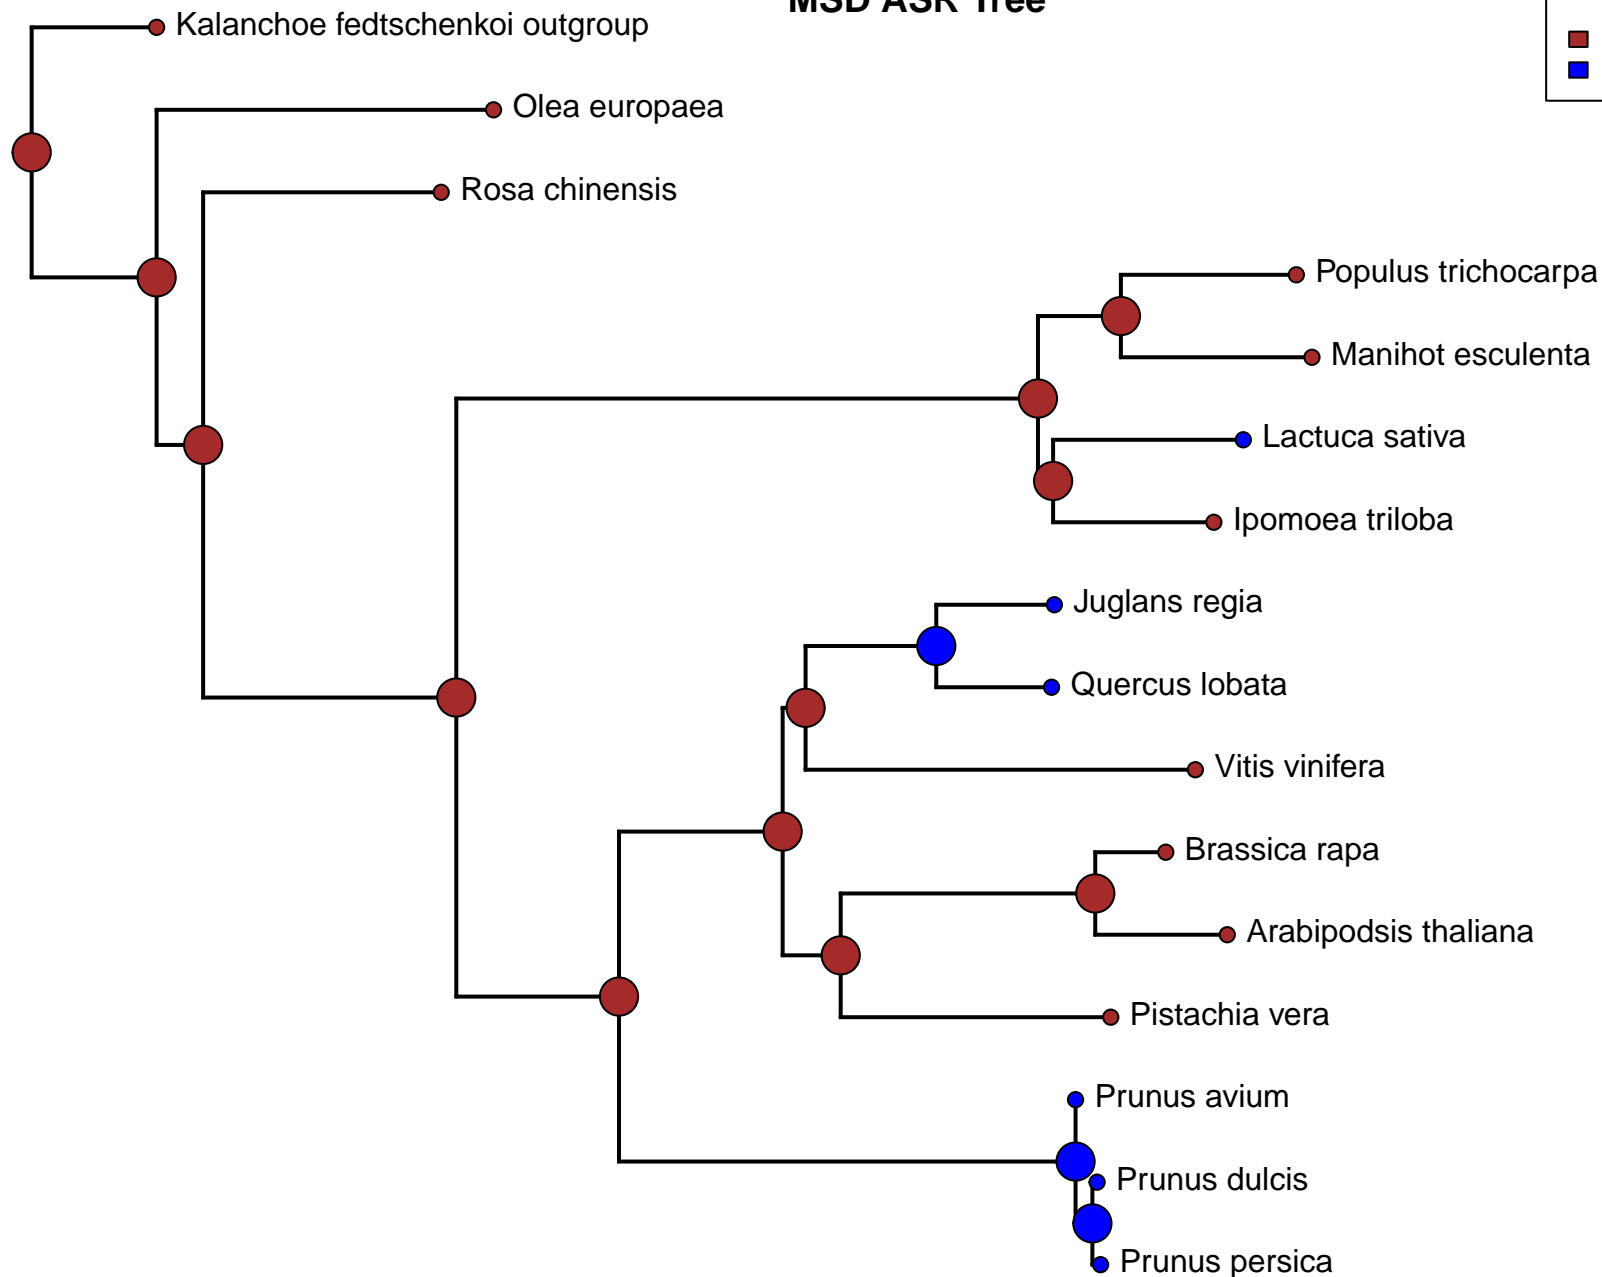 MSD ASR Tree
Kalanchoe fedtschenkoi outgroup
Olea europaea
Rosa chinensis
Populus trichocarpa
Manihot esculenta
Lactuca sativa
Ipomoea triloba
Juglans regia
Quercus lobata
Vitis vinifera
Brassica rapa
Arabipodsis thaliana
Pistachia vera
Prunus avium
Prunus dulcis
Prunus persica